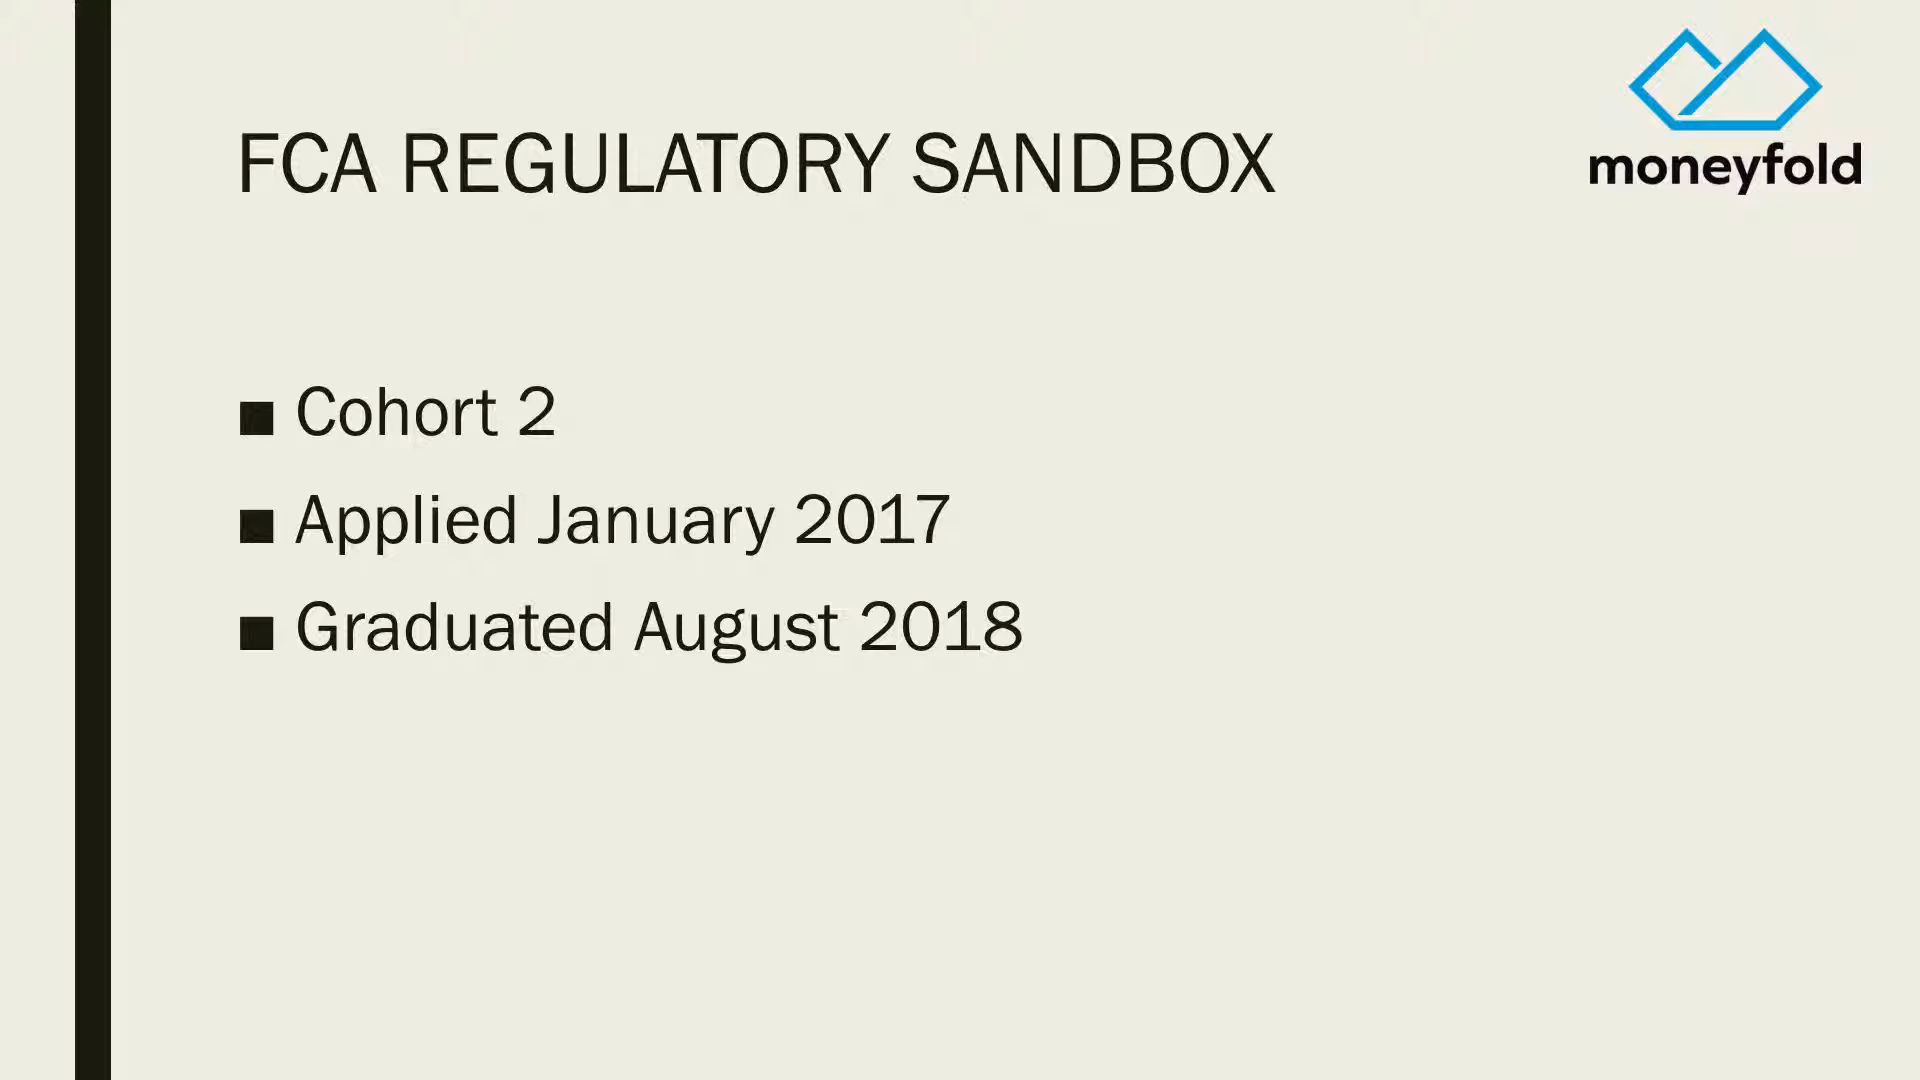 FCA REGULATORY SANDBOX
moneyfold
■ Cohort 2
■ Applied January 2017
■ Graduated August 2018